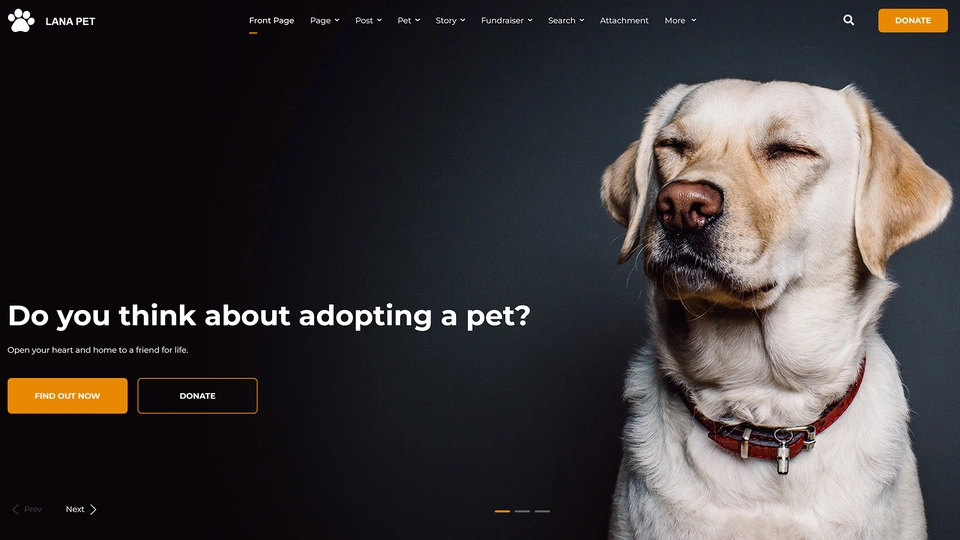 LANA PET
Front Page
Page
Post
Pet
Story
Fundraiser
Search
Attachment
More
DONATE
Do you think about adopting a pet?
Open your heart and home to a friend for life.
FIND OUT NOW
DONATE
Prev
Next